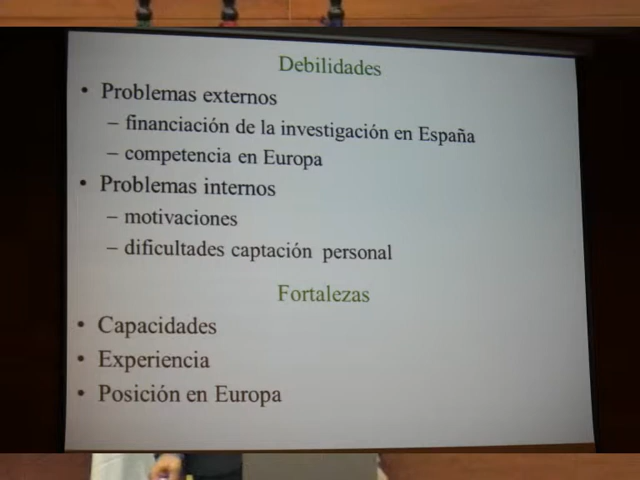 Debilidades
• Problemas externos
– financiación de la investigación en España
– competencia en Europa
• Problemas internos
– motivaciones
– dificultades captación personal
Fortalezas
• Capacidades
• Experiencia
• Posición en Europa